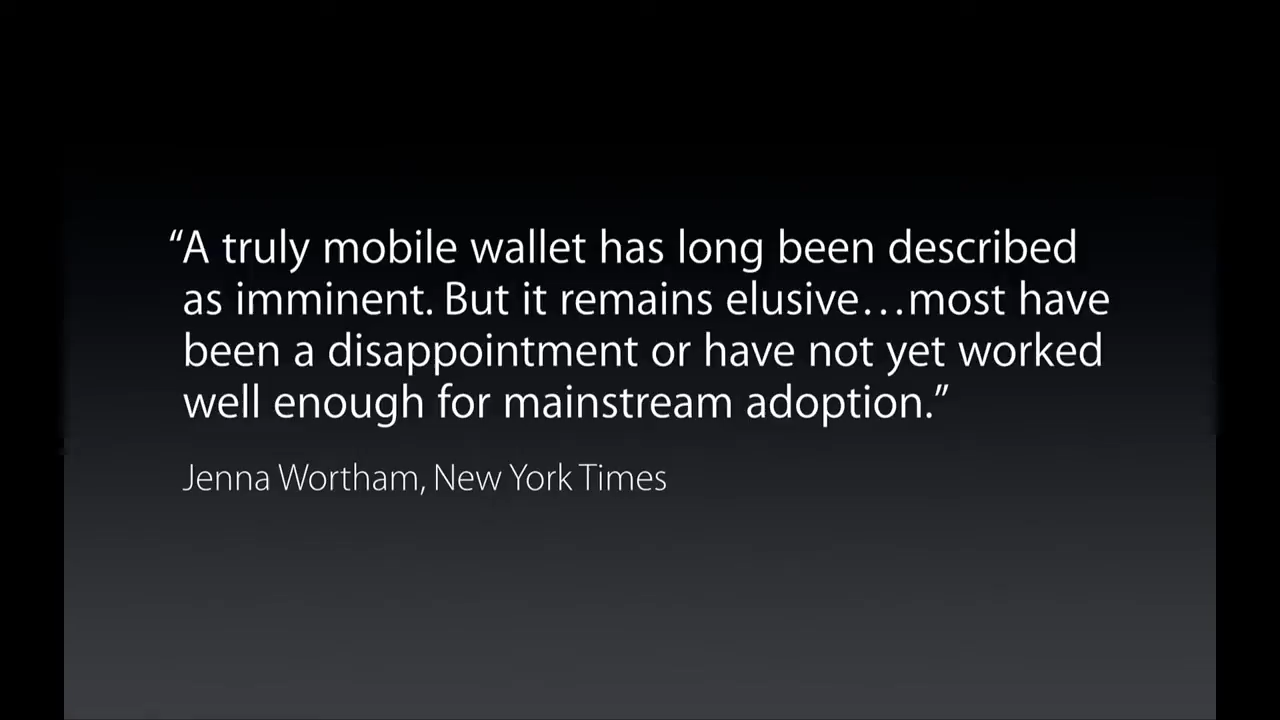 “A truly mobile wallet has long been described
as imminent. But it remains elusive…most have
been a disappointment or have not yet worked
well enough for mainstream adoption.”
Jenna Wortham, New York Times